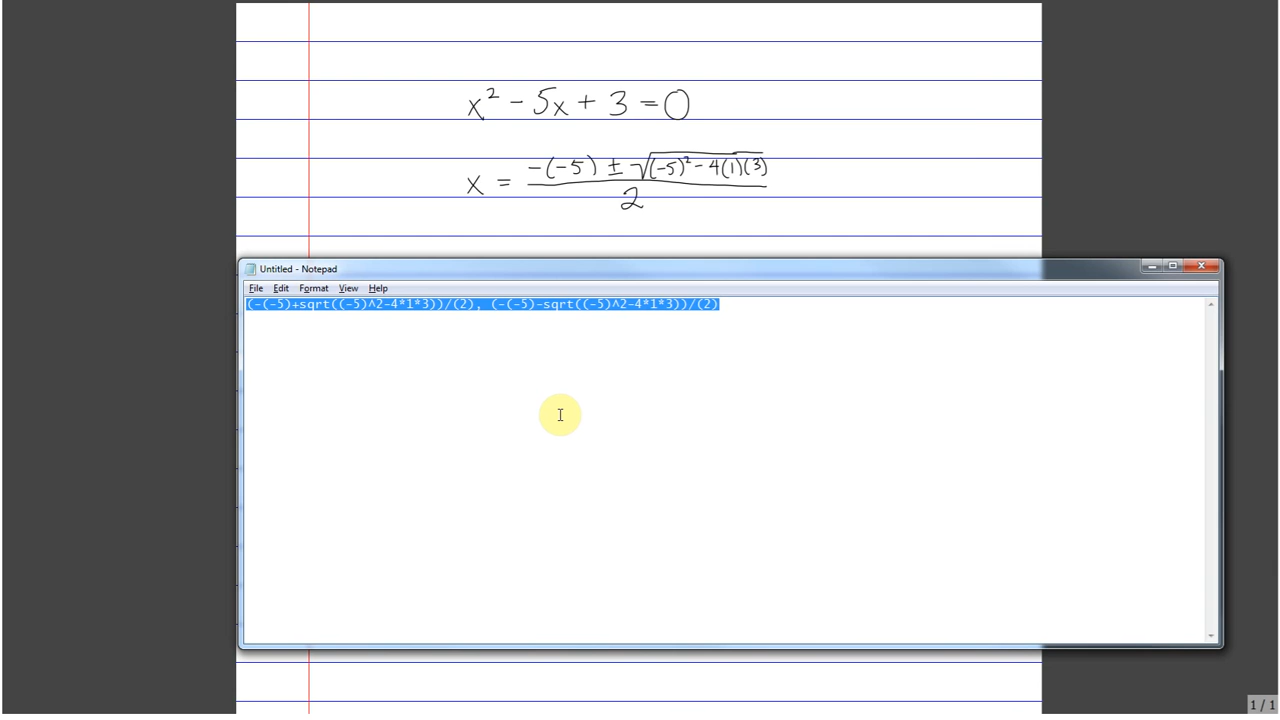 x² - 5x + 3 = 0
x = (-(-5) ± √((-5)² - 4(1)(3))) / 2
Untitled - Notepad
File Edit Format View Help
(-(-5)+sqrt((-5)^2-4*1*3))/(2), (-(-5)-sqrt((-5)^2-4*1*3))/(2)
1 / 1